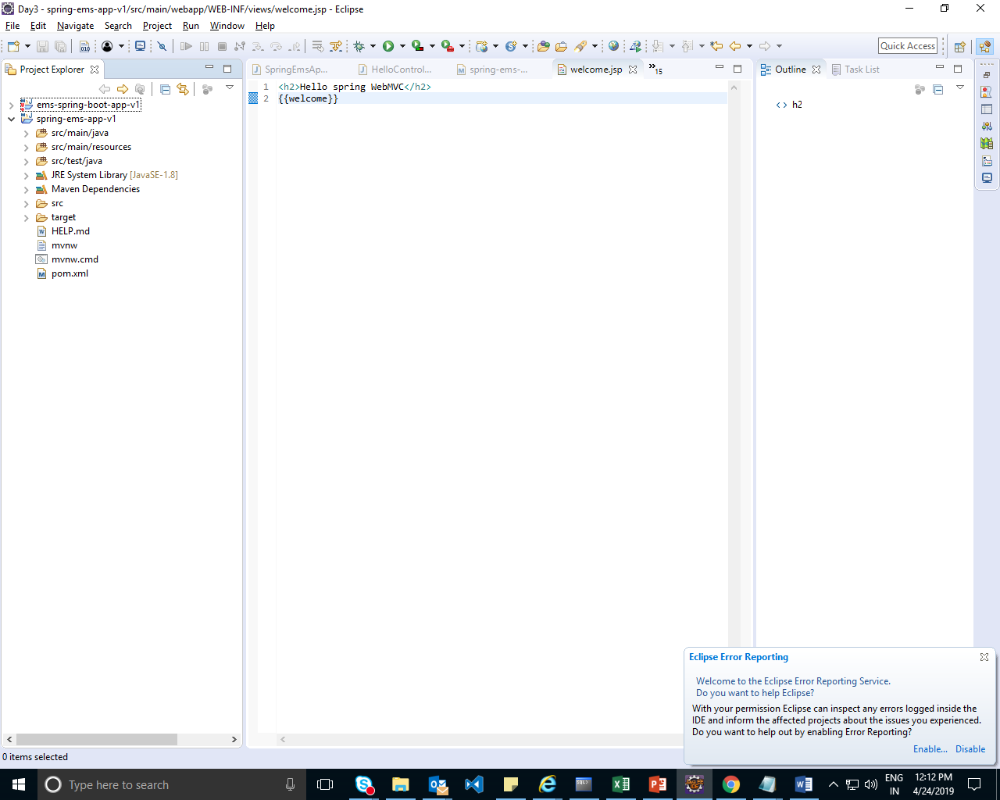 Day3 - spring-ems-app-v1/src/main/webapp/WEB-INF/views/welcome.jsp - Eclipse
File Edit Navigate Search Project Run Window Help
Quick Access
Project Explorer
SpringEmsAp... HelloControl... spring-ems-... welcome.jsp »15
Outline Task List
ems-spring-boot-app-v1
spring-ems-app-v1
src/main/java
src/main/resources
src/test/java
JRE System Library [JavaSE-1.8]
Maven Dependencies
src
target
HELP.md
mvnw
mvnw.cmd
pom.xml
1 <h2>Hello spring WebMVC</h2>
2 {{welcome}}
<> h2
Eclipse Error Reporting
Welcome to the Eclipse Error Reporting Service.
Do you want to help Eclipse?
With your permission Eclipse can inspect any errors logged inside the
IDE and inform the affected projects about the issues you experienced.
Do you want to help out by enabling Error Reporting?
Enable... Disable
0 items selected
Type here to search
ENG
IN
12:12 PM
4/24/2019